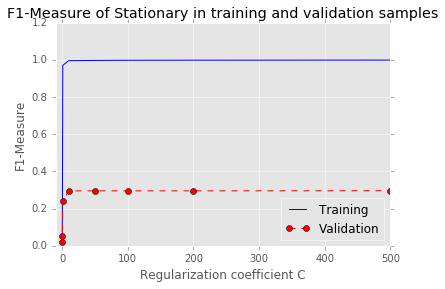 F1-Measure of Stationary in training and validation samples
1.2
1.0
0.8
0.6
0.4
0.2
0.0
F1-Measure
Training
Validation
0
100
200
300
400
500
Regularization coefficient C